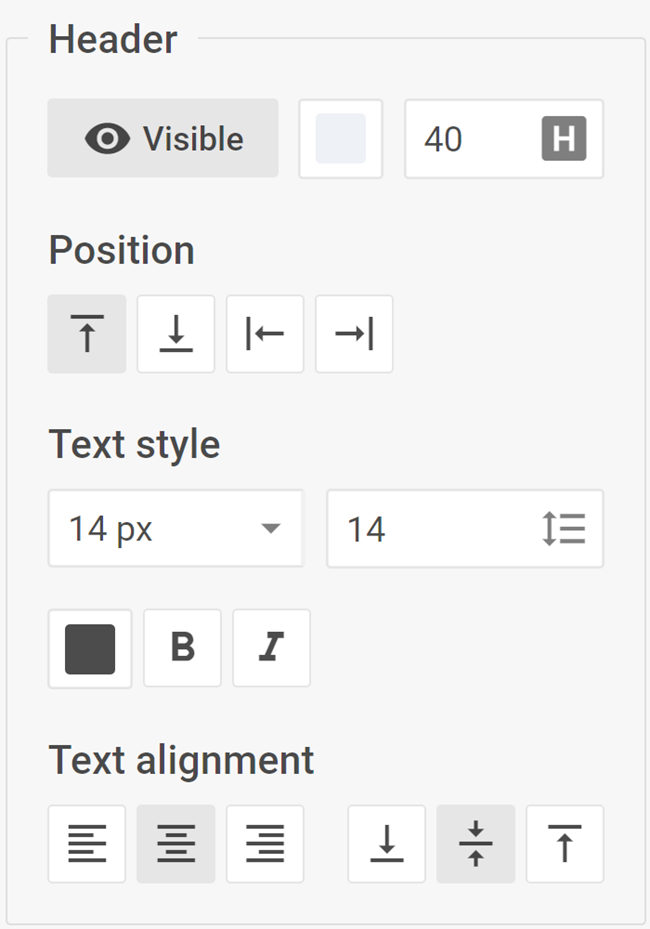 Header
Visible 40 H
Position
Text style
14 px 14
B I
Text alignment